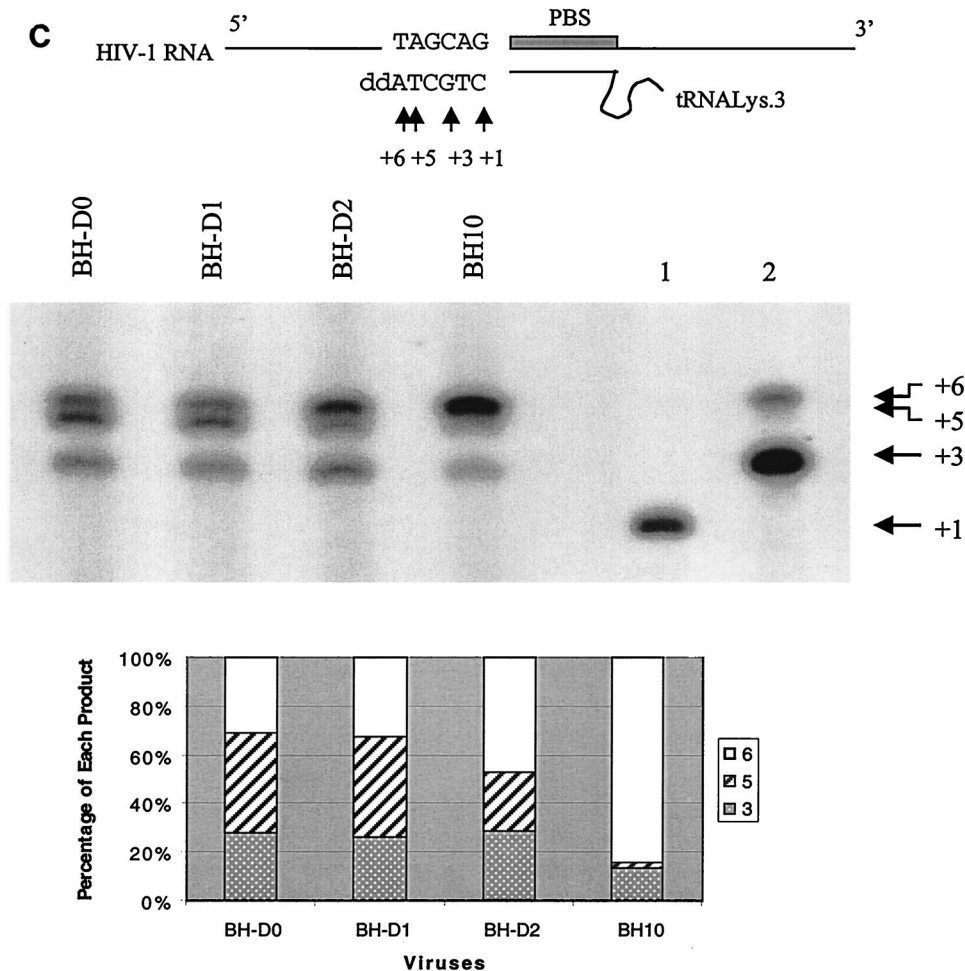 C
5’ PBS 3’
HIV-1 RNA TAGCAG
ddATCGTC tRNALys.3
+6 +5 +3 +1
BH-D0 BH-D1 BH-D2 BH10 1 2
+6
+5
+3
+1
Percentage of Each Product
100%
80%
60%
40%
20%
0%
6
5
3
BH-D0 BH-D1 BH-D2 BH10
Viruses